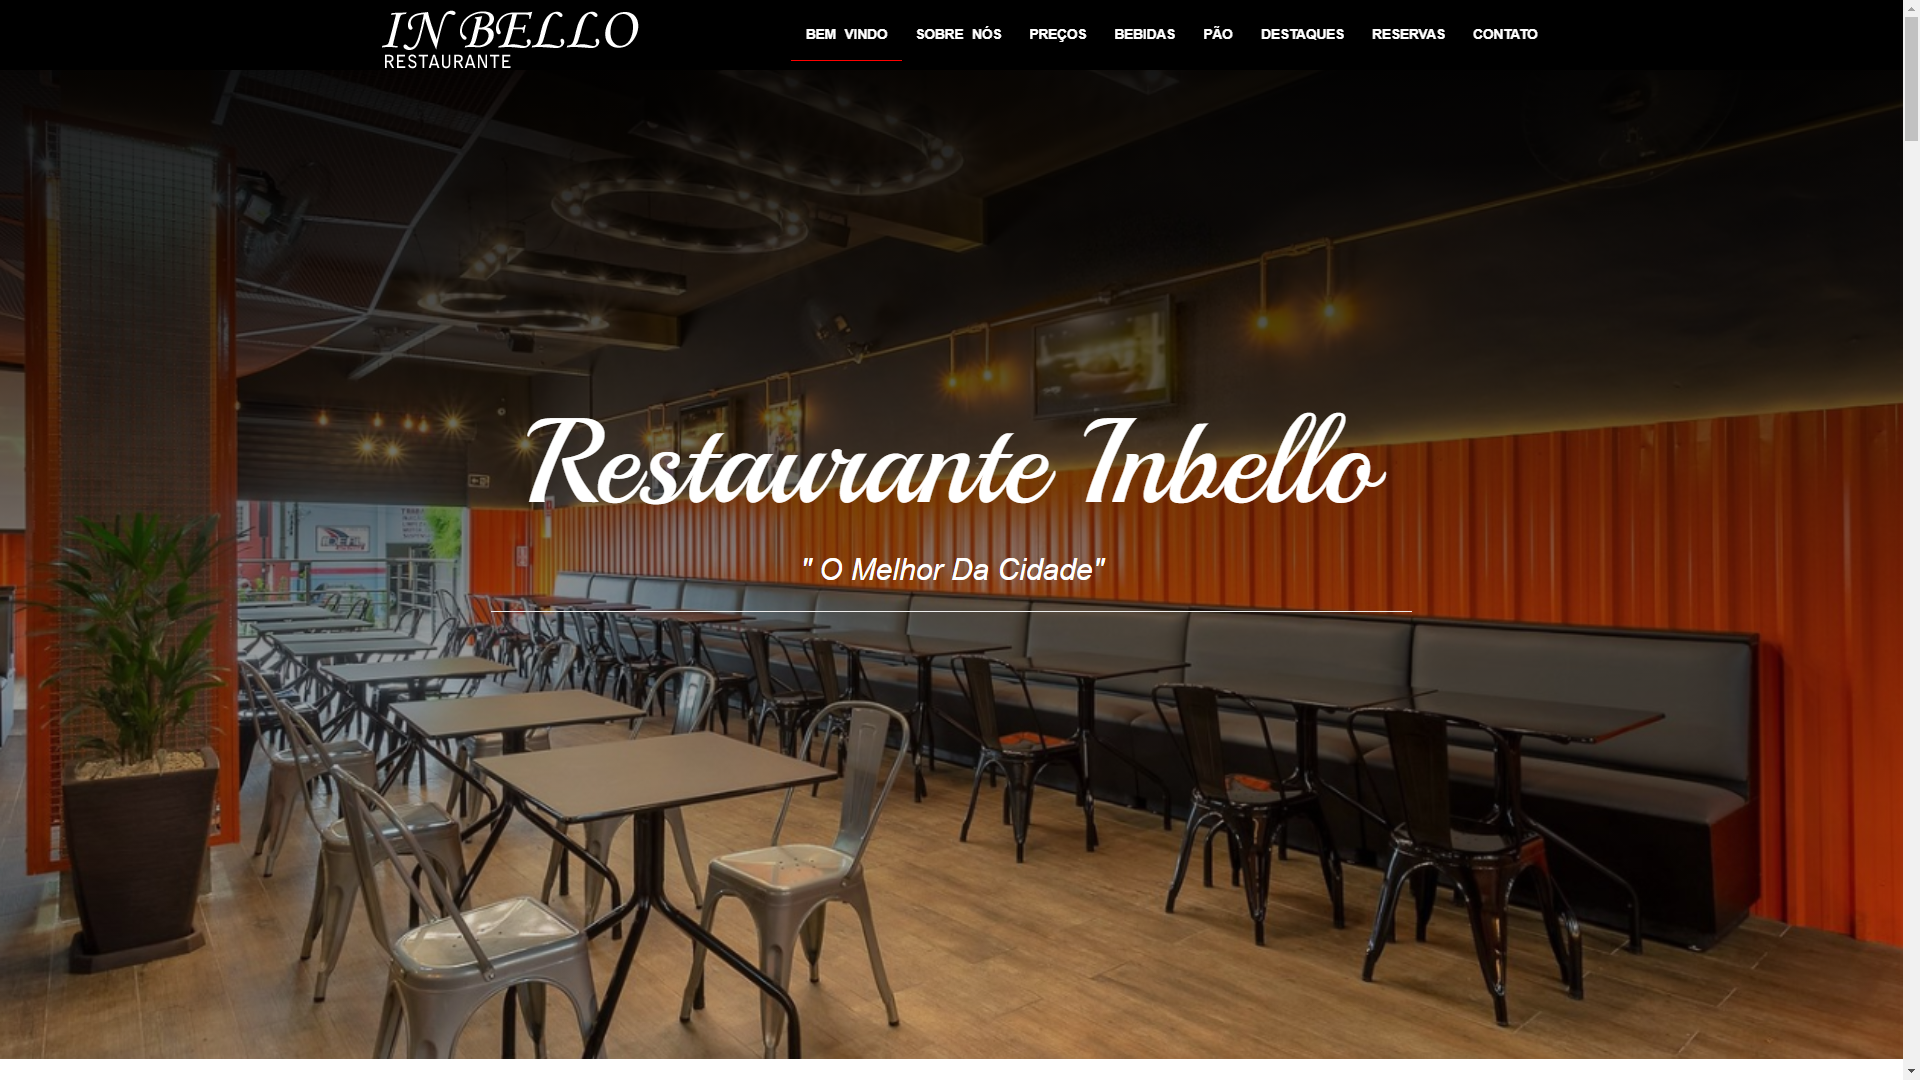 IN BELLO
RESTAURANTE
BEM VINDO
SOBRE NÓS
PREÇOS
BEBIDAS
PÃO
DESTAQUES
RESERVAS
CONTATO
Restaurante Inbello
" O Melhor Da Cidade"